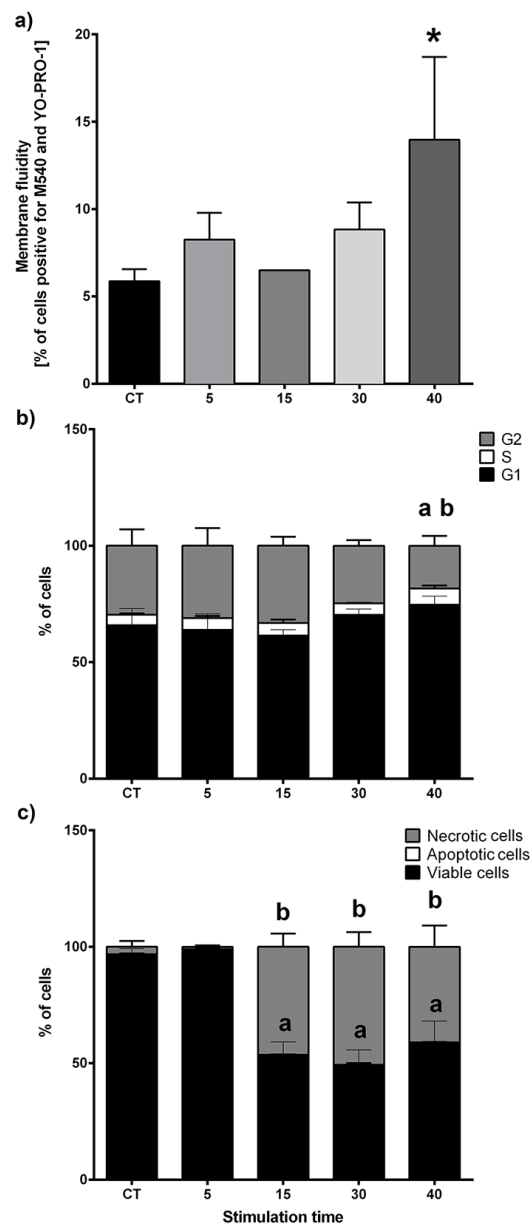 a)
Membrane fluidity
[% of cells positive for M540 and YO-PRO-1]
20
15
10
5
0
*
CT 5 15 30 40
b)
% of cells
150
100
50
0
G2
S
G1
a b
CT 5 15 30 40
c)
% of cells
150
100
50
0
Necrotic cells
Apoptotic cells
Viable cells
b b b
a a a
CT 5 15 30 40
Stimulation time